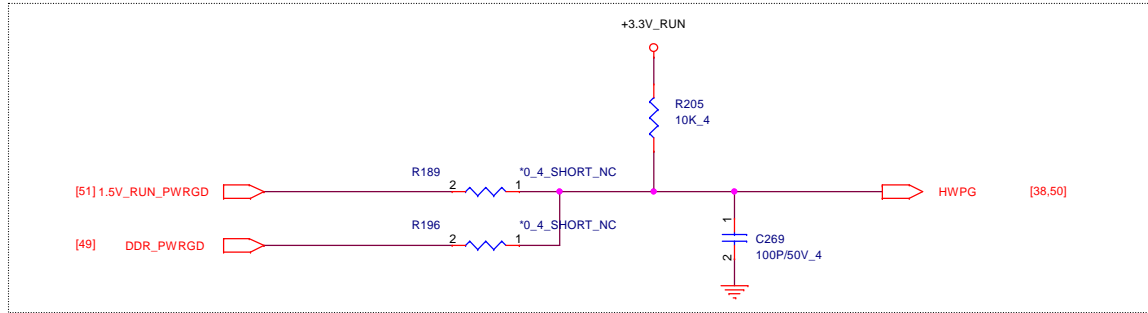 +3.3V_RUN
R205
10K_4
R189
*0_4_SHORT_NC
[51] 1.5V_RUN_PWRGD
2
1
HWPG
[38,50]
R196
*0_4_SHORT_NC
[49]
DDR_PWRGD
2
1
1
C269
100P/50V_4
2